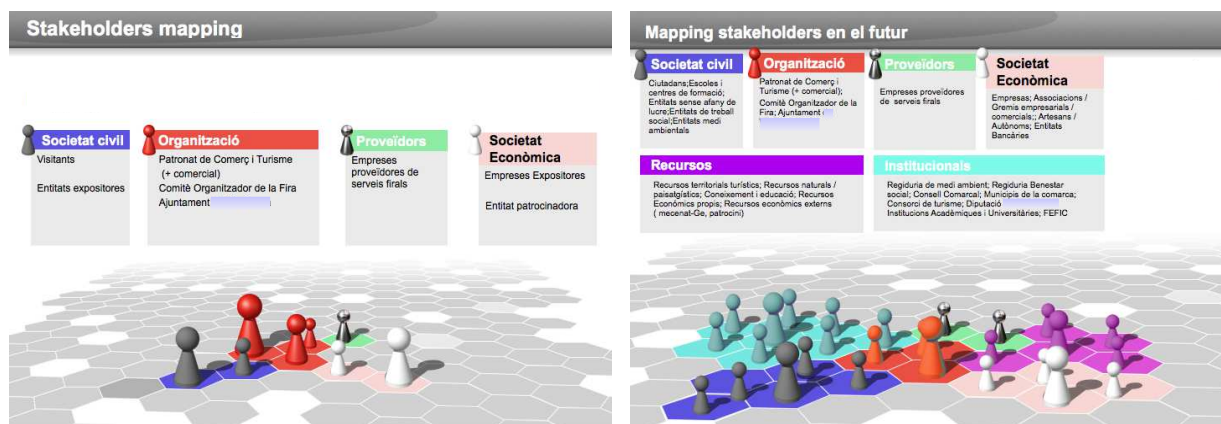 Stakeholders mapping
Societat civil
Visitants
Entitats expositores
Organització
Patronat de Comerç i Turisme
(+ comercial)
Comitè Organitzador de la Fira
Ajuntament
Proveïdors
Empreses
proveïdores de
serveis firals
Societat
Econòmica
Empreses Expositores
Entitat patrocinadora
Mapping stakeholders en el futur
Societat civil
Ciutadans;Escoles i
centres de formació;
Entitats sense afany de
lucre;Entitats de treball
social;Entitats medi
ambientals
Organització
Patronat de Comerç i
Turisme (+ comercial);
Comitè Organitzador de la
Fira; Ajuntament
Proveïdors
Empreses proveïdores
de serveis firals
Societat
Econòmica
Empresas; Associacions /
Gremis empresarials /
comercials;; Artesans /
Autònoms; Entitats
Bancàries
Recursos
Recursos territorials turístics; Recursos naturals /
paisatgístics; Coneixement i educació; Recursos
Económics propis; Recursos econòmics externs
( mecenat-Ge, patrocini)
Institucionals
Regiduria de medi ambient; Regiduria Benestar
social; Consell Comarcal; Municipis de la comarca;
Consorci de turisme; Diputació
Institucions Acadèmiques i Universitàries; FEFIC